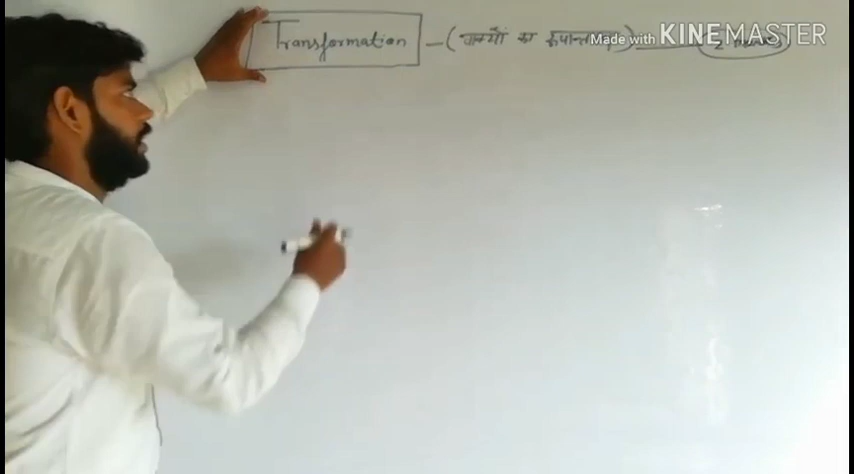 Transformation – (वाक्यों का रूपान्तरण)
Made with KINEMASTER